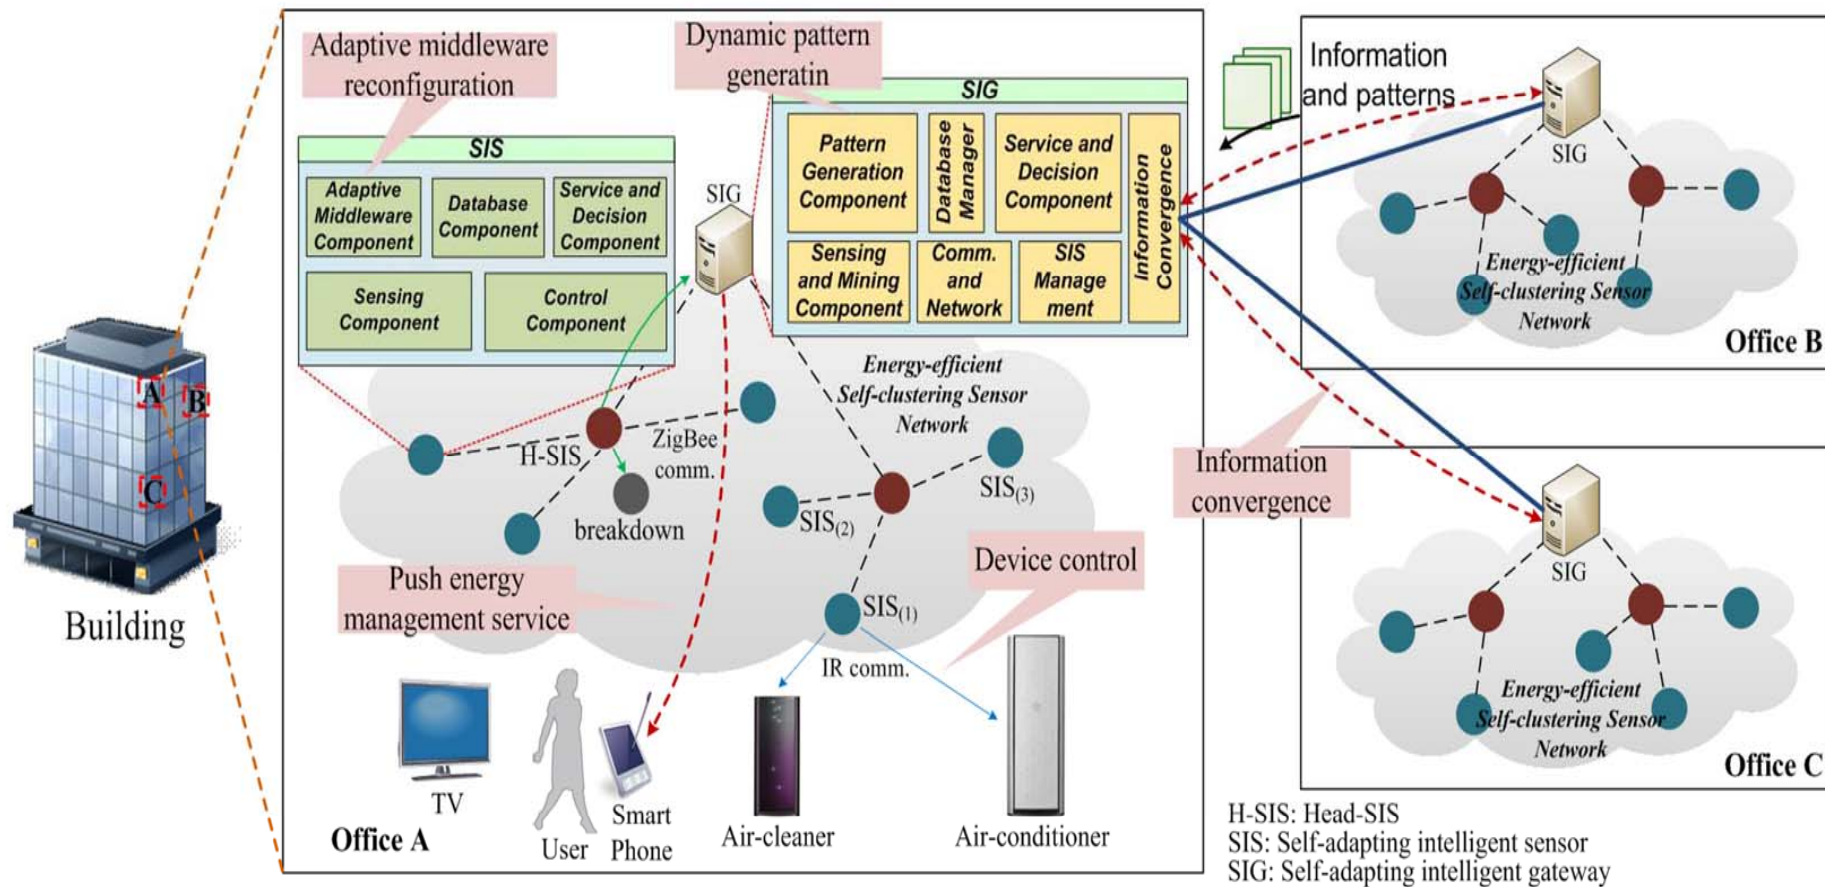 Adaptive middleware
reconfiguration
Dynamic pattern
generatin
SIS
Adaptive
Middleware
Component
Database
Component
Service and
Decision
Component
Sensing
Component
Control
Component
SIG
SIG
Pattern
Generation
Component
Database
Manager
Service and
Decision
Component
Information
Convergence
Sensing
and Mining
Component
Comm.
and
Network
SIS
Manage
ment
Information
and patterns
SIG
Energy-efficient
Self-clustering Sensor
Network
Office B
A
B
C
Building
Energy-efficient
Self-clustering Sensor
Network
H-SIS
ZigBee
comm.
breakdown
SIS(2)
SIS(3)
SIS(1)
Push energy
management service
Device control
IR comm.
TV
User
Smart
Phone
Air-cleaner
Air-conditioner
Office A
Information
convergence
SIG
Energy-efficient
Self-clustering Sensor
Network
Office C
H-SIS: Head-SIS
SIS: Self-adapting intelligent sensor
SIG: Self-adapting intelligent gateway